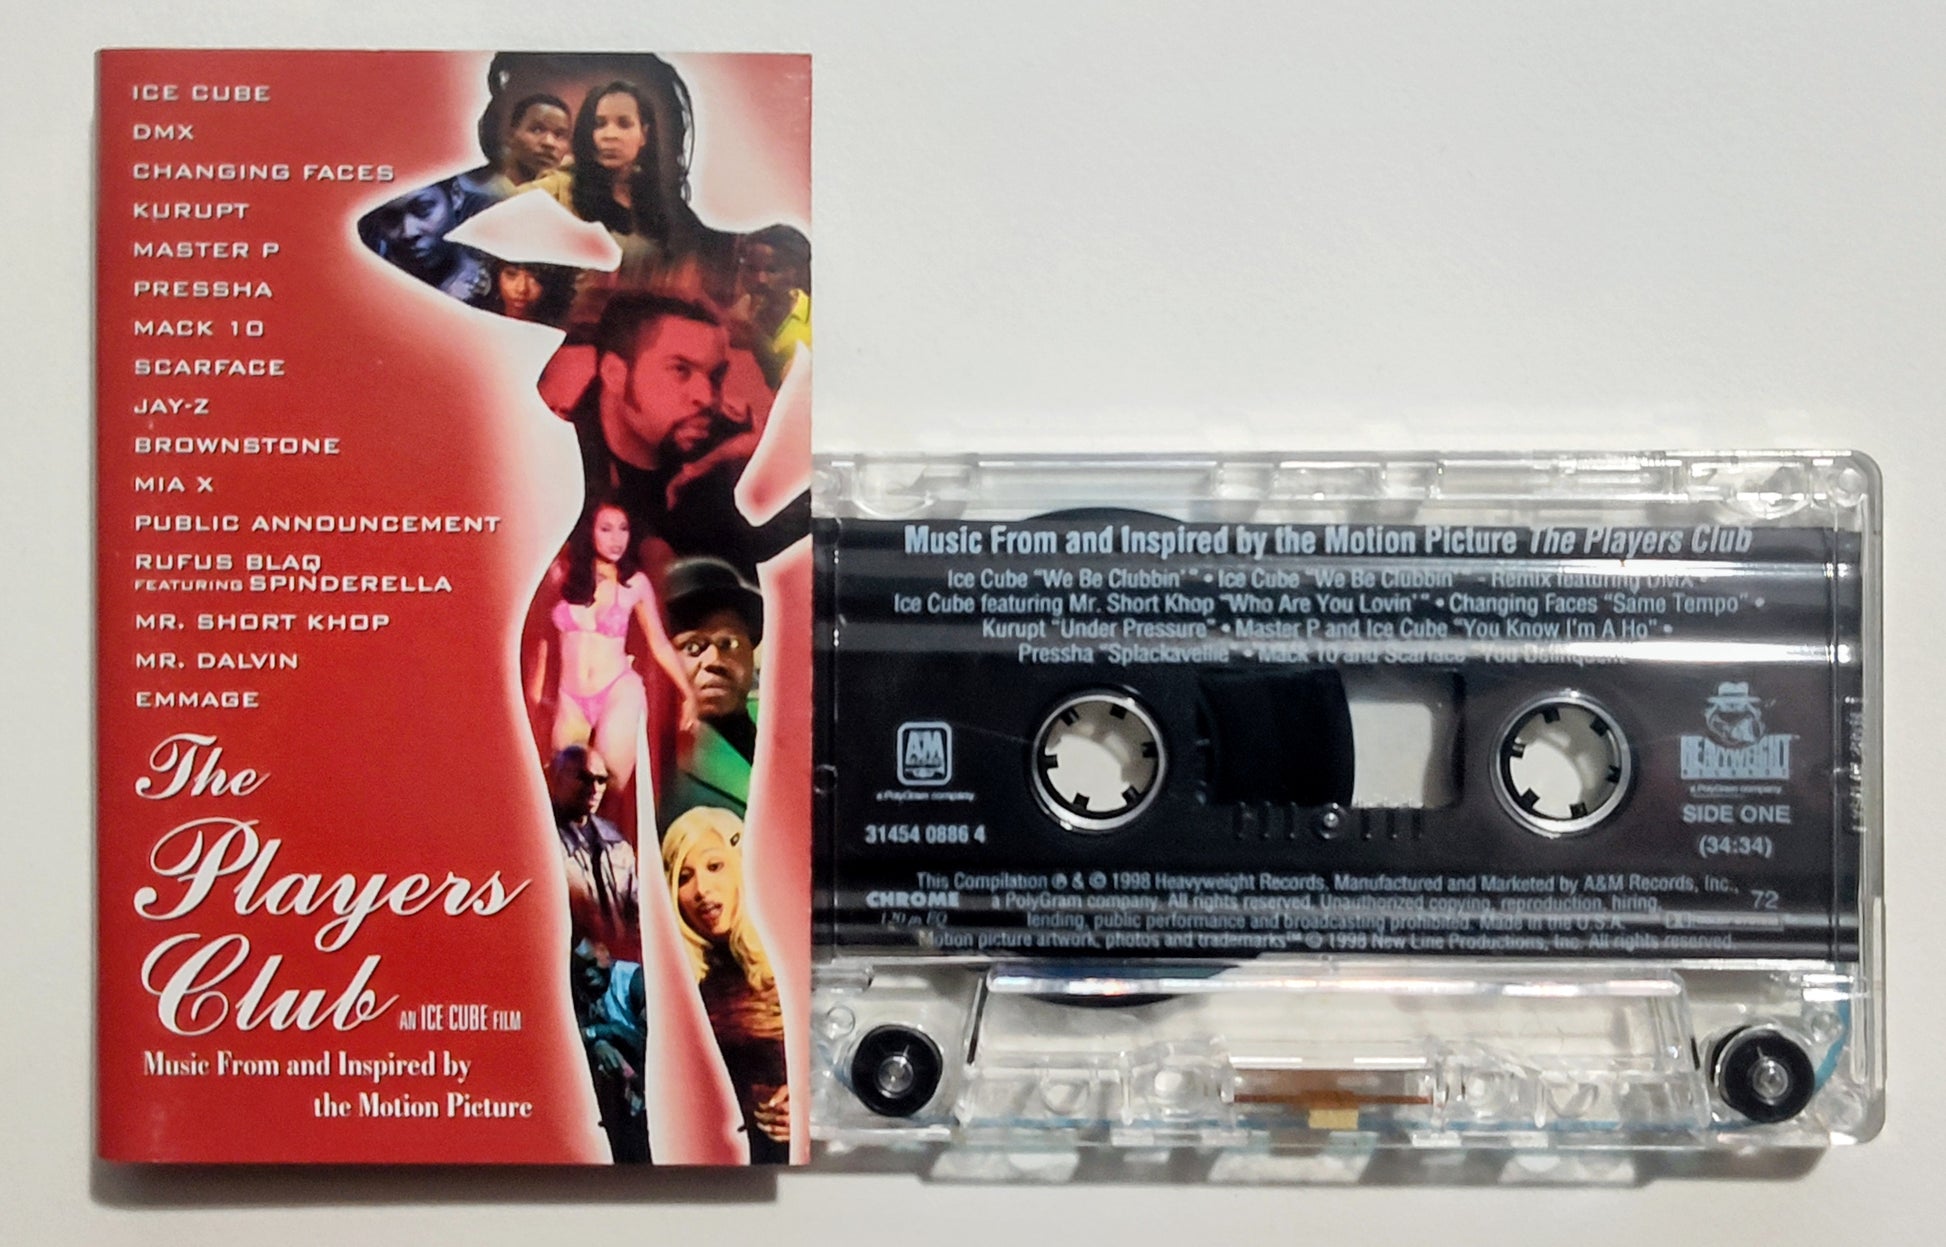 ICE CUBE
DMX
CHANGING FACES
KURUPT
MASTER P
PRESSHA
MACK 10
SCARFACE
JAY-Z
BROWNSTONE
MIA X
PUBLIC ANNOUNCEMENT
RUFUS BLAQ
FEATURING SPINDERELLA
MR. SHORT KHOP
MR. DALVIN
EMMAGE
The
Players
Club
AN ICE CUBE FILM
Music From and Inspired by
the Motion Picture
Music From and Inspired by the Motion Picture The Players Club
Ice Cube "We Be Clubbin'" • Ice Cube "We Be Clubbin'" - Remix featuring DMX •
Ice Cube featuring Mr. Short Khop "Who Are You Lovin'" • Changing Faces "Same Tempo" •
Kurupt "Under Pressure" • Master P and Ice Cube "You Know I'm A Ho" •
Pressha "Splackavellie" • Mack 10 and Scarface "You Delinquent"
A&M
RECORDS
a PolyGram company
31454 0886 4
HEAVYWEIGHT
RECORDS
a PolyGram company
SIDE ONE
(34:34)
This Compilation ℗ & © 1998 Heavyweight Records, Manufactured and Marketed by A&M Records, Inc.,
CHROME a PolyGram company. All rights reserved. Unauthorized copying, reproduction, hiring, 72
120 µs EQ lending, public performance and broadcasting prohibited. Made in the U.S.A.
Motion picture artwork, photos and trademarks™ © 1998 New Line Productions, Inc. All rights reserved.